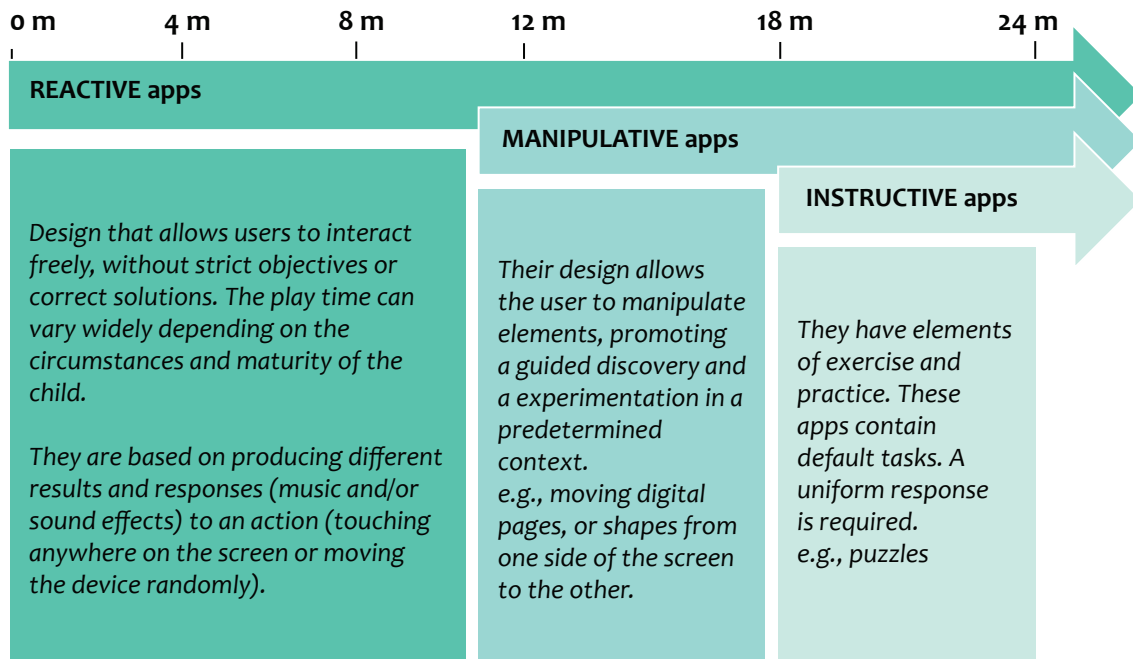 0 m 4 m 8 m 12 m 18 m 24 m
REACTIVE apps
MANIPULATIVE apps
INSTRUCTIVE apps
Design that allows users to interact
freely, without strict objectives or
correct solutions. The play time can
vary widely depending on the
circumstances and maturity of the
child.
They are based on producing different
results and responses (music and/or
sound effects) to an action (touching
anywhere on the screen or moving
the device randomly).
Their design allows
the user to manipulate
elements, promoting
a guided discovery and
a experimentation in a
predetermined
context.
e.g., moving digital
pages, or shapes from
one side of the screen
to the other.
They have elements
of exercise and
practice. These
apps contain
default tasks. A
uniform response
is required.
e.g., puzzles